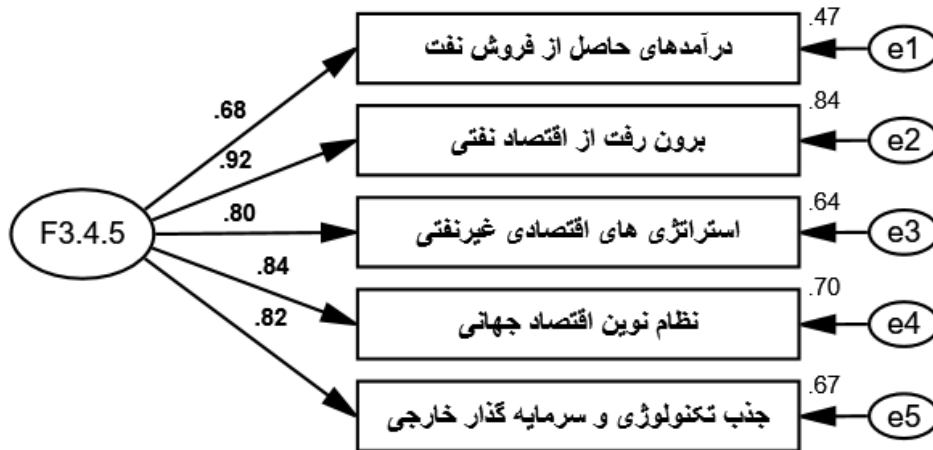 .47
درآمدهای حاصل از فروش نفت
e1
.68
.84
برون رفت از اقتصاد نفتی
e2
.92
.64
F3.4.5
.80
استراتژی های اقتصادی غیرنفتی
e3
.84
.70
نظام نوین اقتصاد جهانی
e4
.82
.67
جذب تکنولوژی و سرمایه گذار خارجی
e5